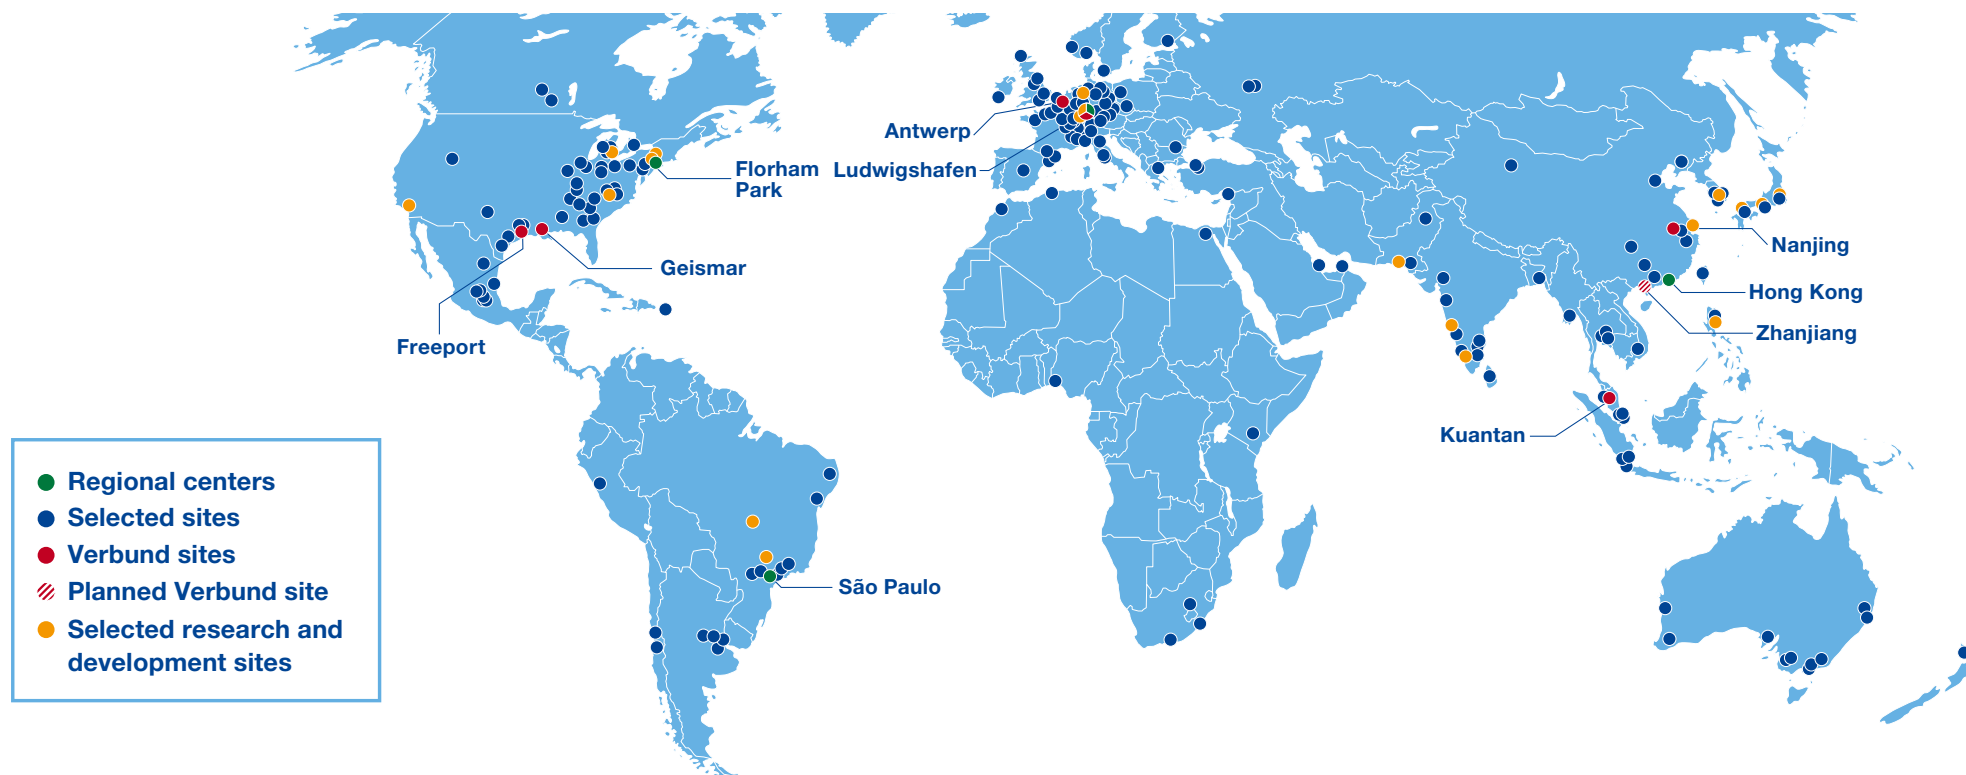 Antwerp
Ludwigshafen
Florham
Park
Geismar
Freeport
Nanjing
Hong Kong
Zhanjiang
Kuantan
São Paulo
Regional centers
Selected sites
Verbund sites
Planned Verbund site
Selected research and
development sites